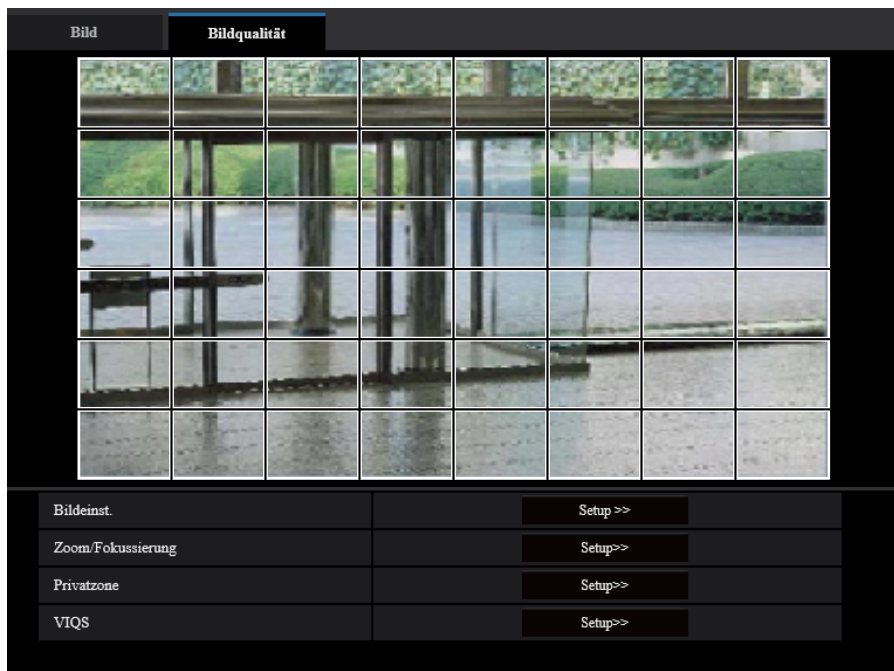 Bild Bildqualität
Bildeinst. Setup >>
Zoom/Fokussierung Setup>>
Privatzone Setup>>
VIQS Setup>>